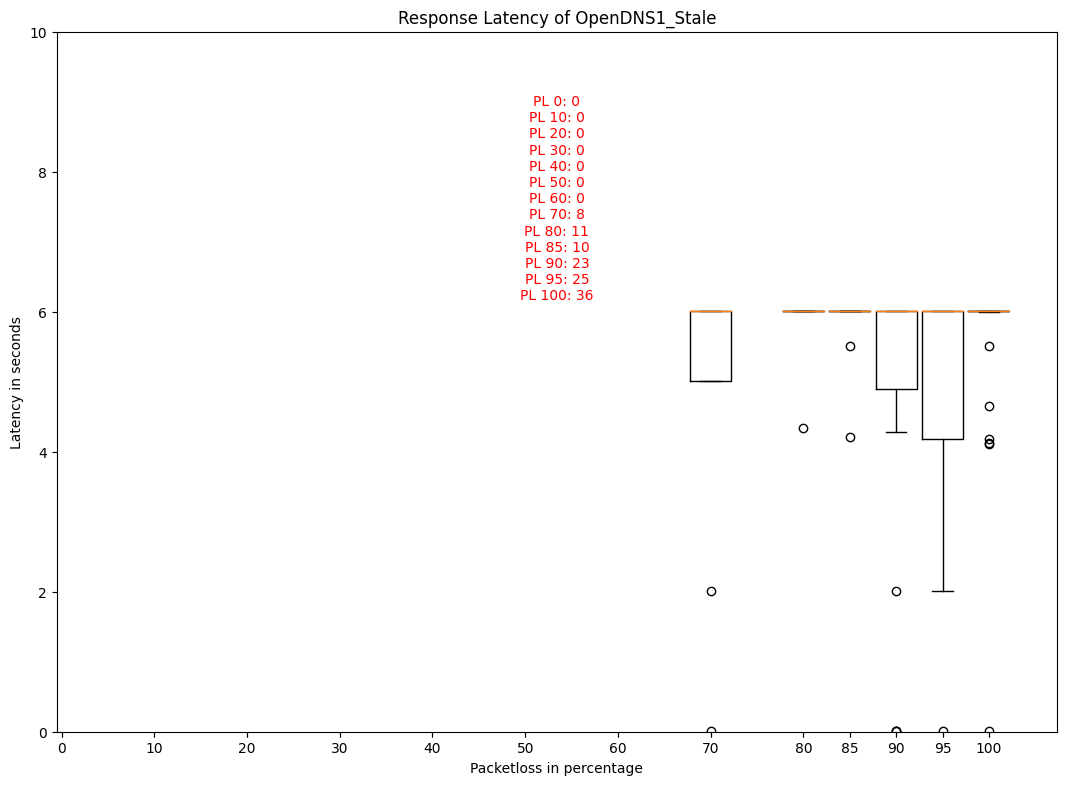 Response Latency of OpenDNS1_Stale
10
8
6
4
2
0
Latency in seconds
PL 0: 0
PL 10: 0
PL 20: 0
PL 30: 0
PL 40: 0
PL 50: 0
PL 60: 0
PL 70: 8
PL 80: 11
PL 85: 10
PL 90: 23
PL 95: 25
PL 100: 36
0 10 20 30 40 50 60 70 80 85 90 95 100
Packetloss in percentage